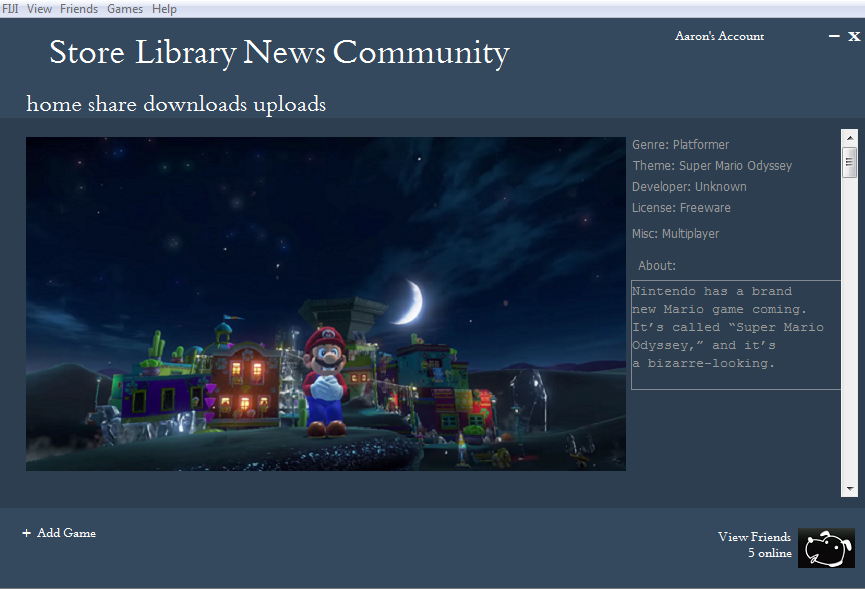 FIJI View Friends Games Help
Aaron's Account
Store Library News Community
home share downloads uploads
Genre: Platformer
Theme: Super Mario Odyssey
Developer: Unknown
License: Freeware
Misc: Multiplayer
About:
Nintendo has a brand
new Mario game coming.
It’s called “Super Mario
Odyssey,” and it’s
a bizarre-looking.
+ Add Game
View Friends
5 online